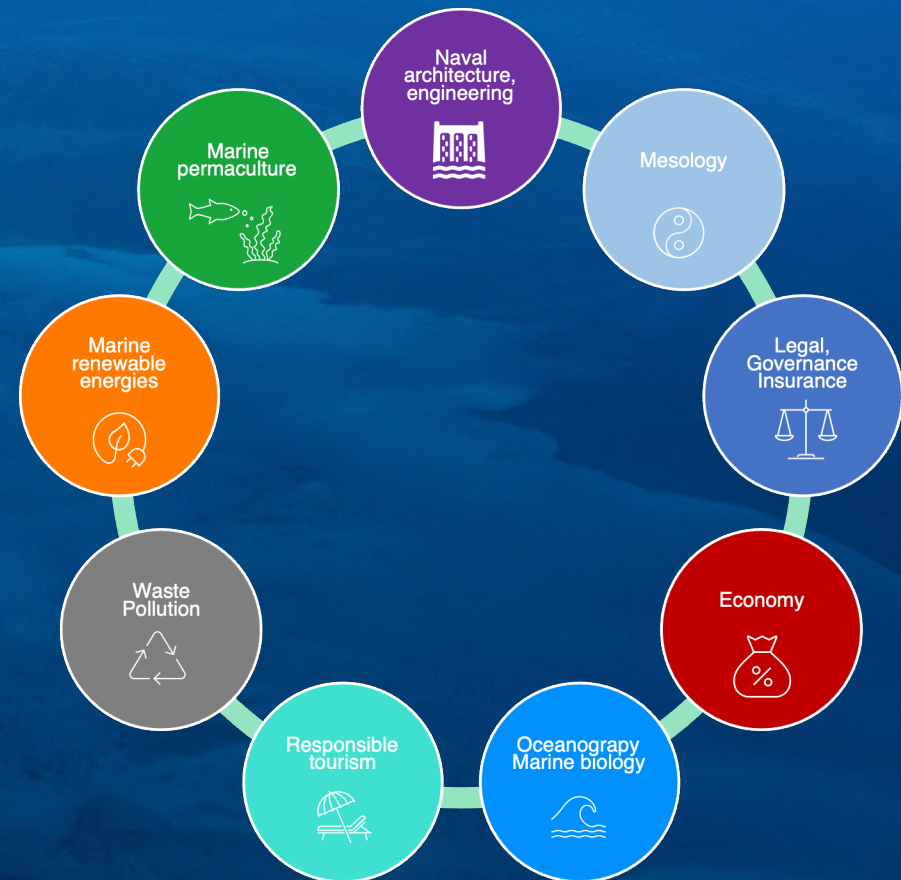 Naval
architecture,
engineering
Mesology
Legal,
Governance
Insurance
Economy
%
Oceanograpy
Marine biology
Responsible
tourism
Waste
Pollution
Marine
renewable
energies
Marine
permaculture